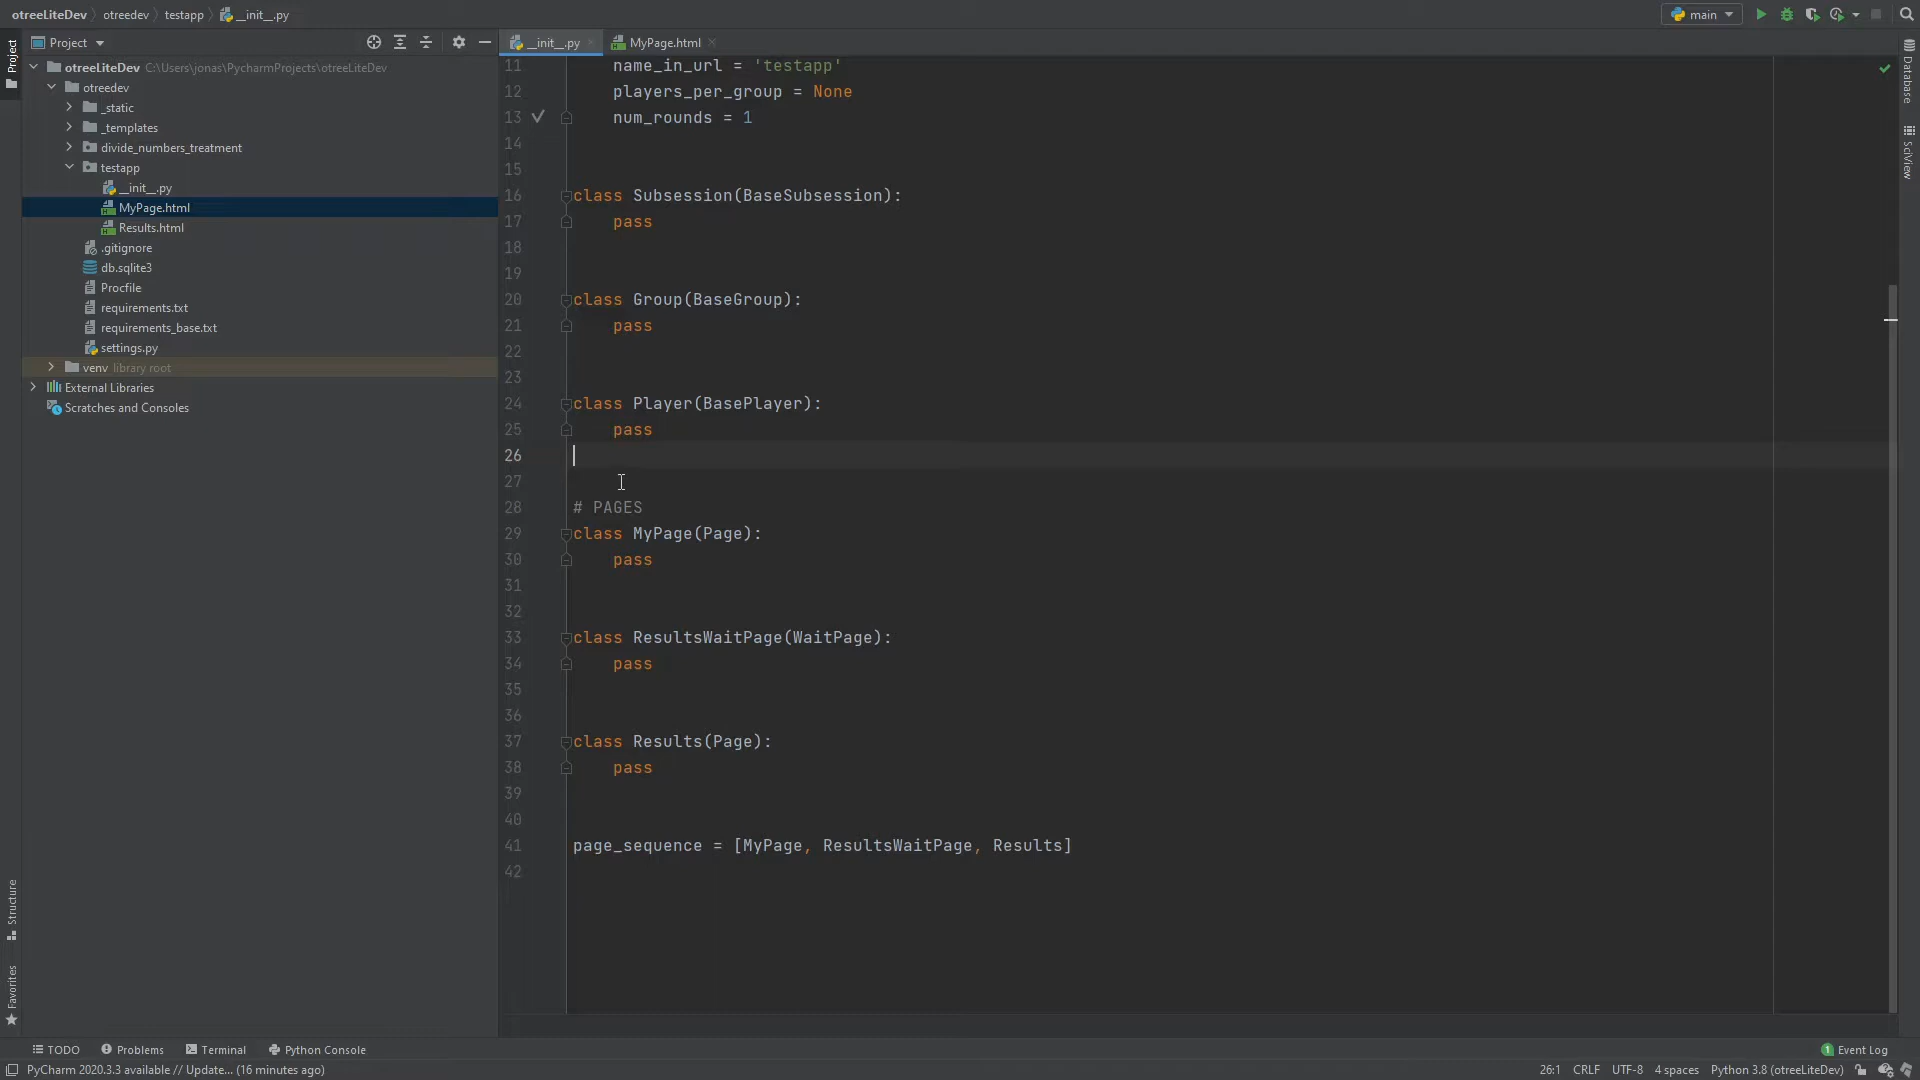 otreeLiteDev otreedev testapp __init__.py
main
Project
__init__.py MyPage.html
otreeLiteDev C:\Users\jonas\PycharmProjects\otreeLiteDev
otreedev
_static
_templates
divide_numbers_treatment
testapp
__init__.py
MyPage.html
Results.html
.gitignore
db.sqlite3
Procfile
requirements.txt
requirements_base.txt
settings.py
venv library root
External Libraries
Scratches and Consoles
Project
Structure
Favorites
11 name_in_url = 'testapp'
12 players_per_group = None
13 num_rounds = 1
14
15
16 class Subsession(BaseSubsession):
17 pass
18
19
20 class Group(BaseGroup):
21 pass
22
23
24 class Player(BasePlayer):
25 pass
26
27
28 # PAGES
29 class MyPage(Page):
30 pass
31
32
33 class ResultsWaitPage(WaitPage):
34 pass
35
36
37 class Results(Page):
38 pass
39
40
41 page_sequence = [MyPage, ResultsWaitPage, Results]
42
Database
SciView
TODO Problems Terminal Python Console
1 Event Log
PyCharm 2020.3.3 available // Update... (16 minutes ago)
26:1 CRLF UTF-8 4 spaces Python 3.8 (otreeLiteDev)